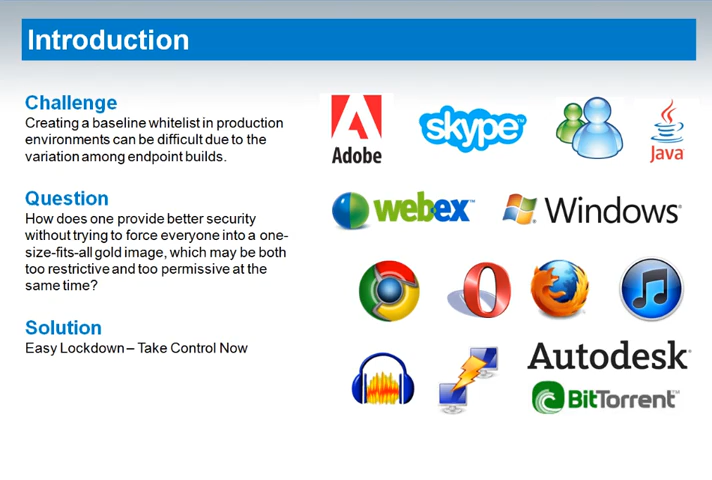 Introduction
Challenge
Creating a baseline whitelist in production
environments can be difficult due to the
variation among endpoint builds.
Question
How does one provide better security
without trying to force everyone into a one-
size-fits-all gold image, which may be both
too restrictive and too permissive at the
same time?
Solution
Easy Lockdown – Take Control Now
Adobe
skype™
Java
webex™
Windows®
Autodesk®
BitTorrent™